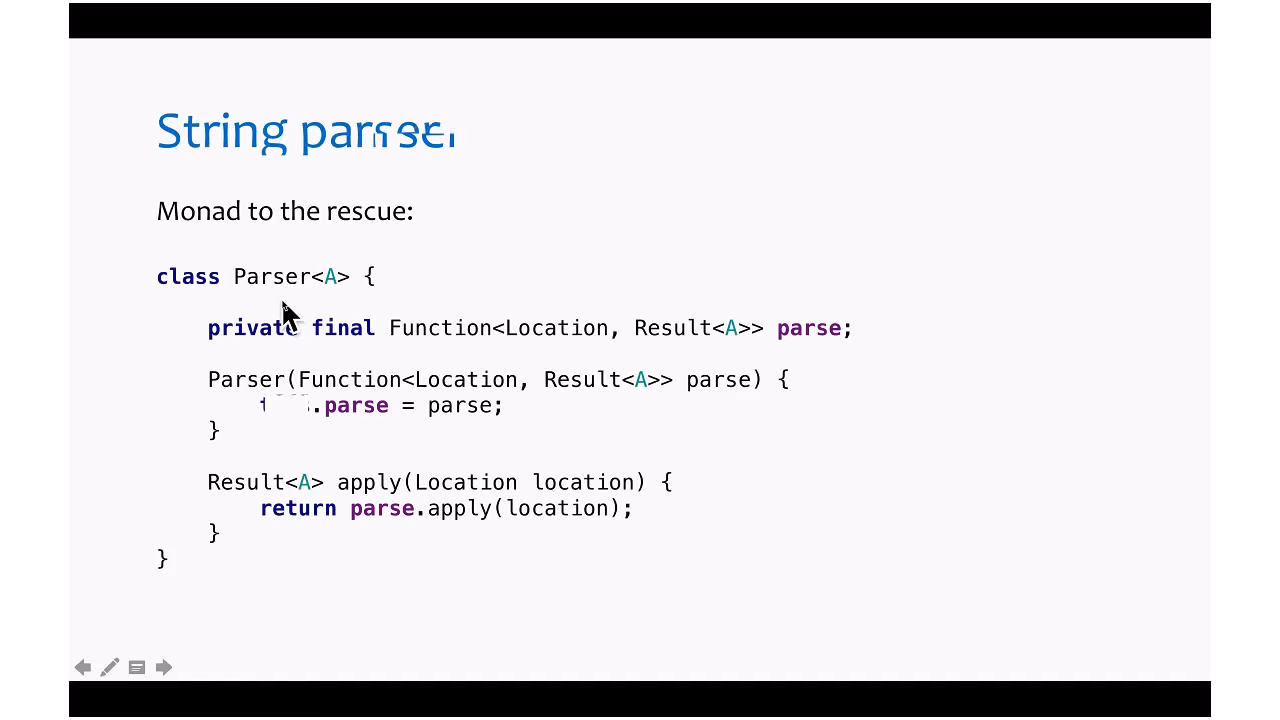 String parser
Monad to the rescue:
class Parser<A> {
private final Function<Location, Result<A>> parse;
Parser(Function<Location, Result<A>> parse) {
this.parse = parse;
}
Result<A> apply(Location location) {
return parse.apply(location);
}
}